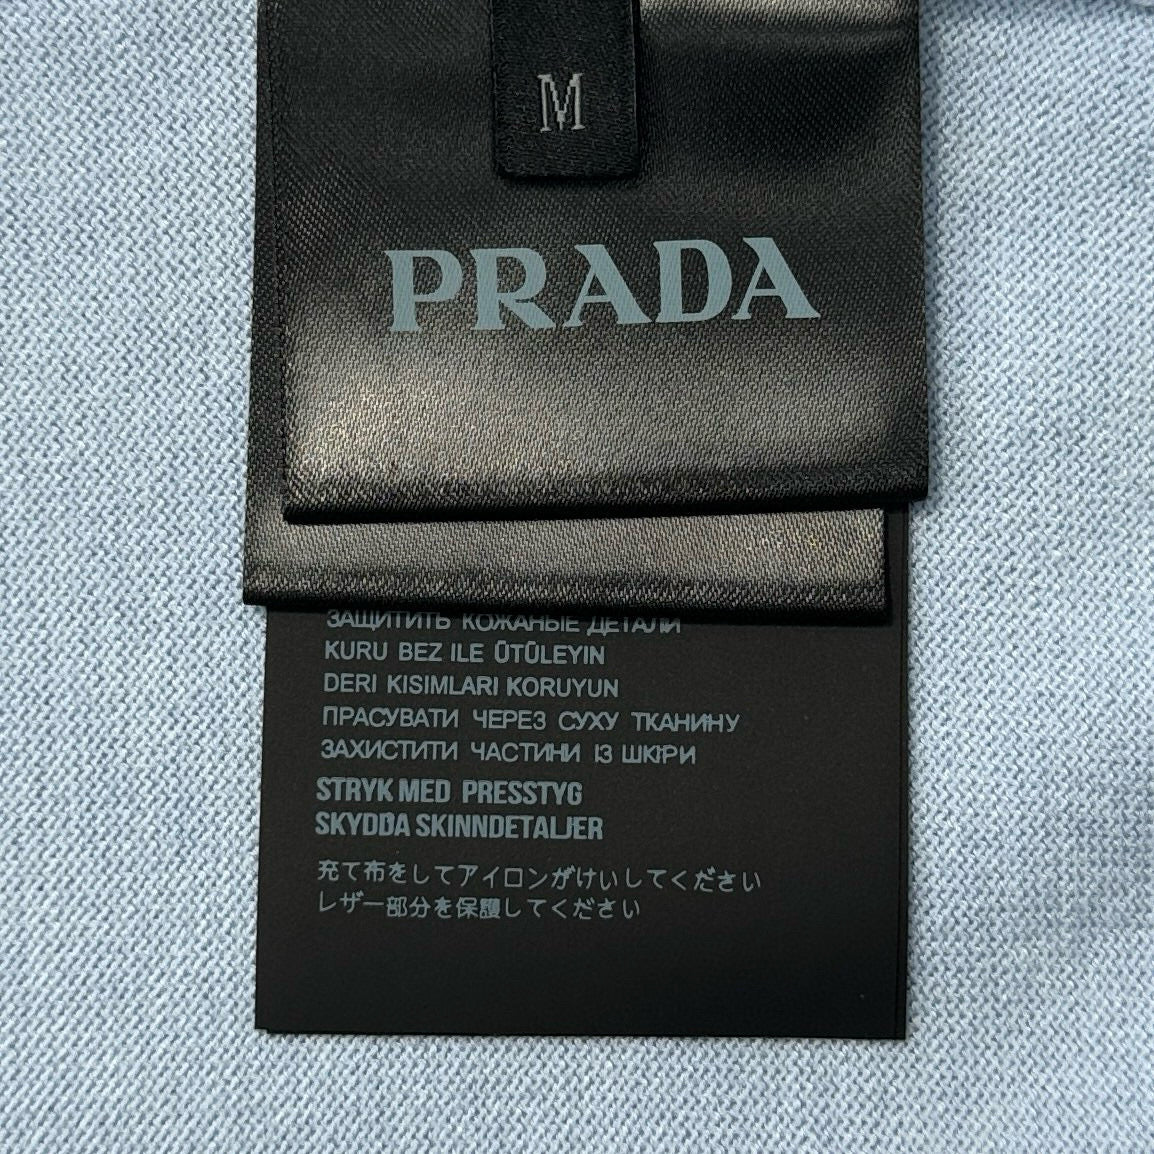 M
PRADA
ЗАЩИТИТЬ КОЖАНЫЕ ДЕТАЛИ
KURU BEZ ILE ŪTŪLEYIN
DERI KISIMLARI KORUYUN
ПРАСУВАТИ ЧЕРЕЗ СУХУ ТКАНИНУ
ЗАХИСТИТИ ЧАСТИНИ ІЗ ШКІРИ
STRYK MED PRESSTYG
SKYDDA SKINNDETALJER
充て布をしてアイロンがけいしてください
レザー部分を保護してください